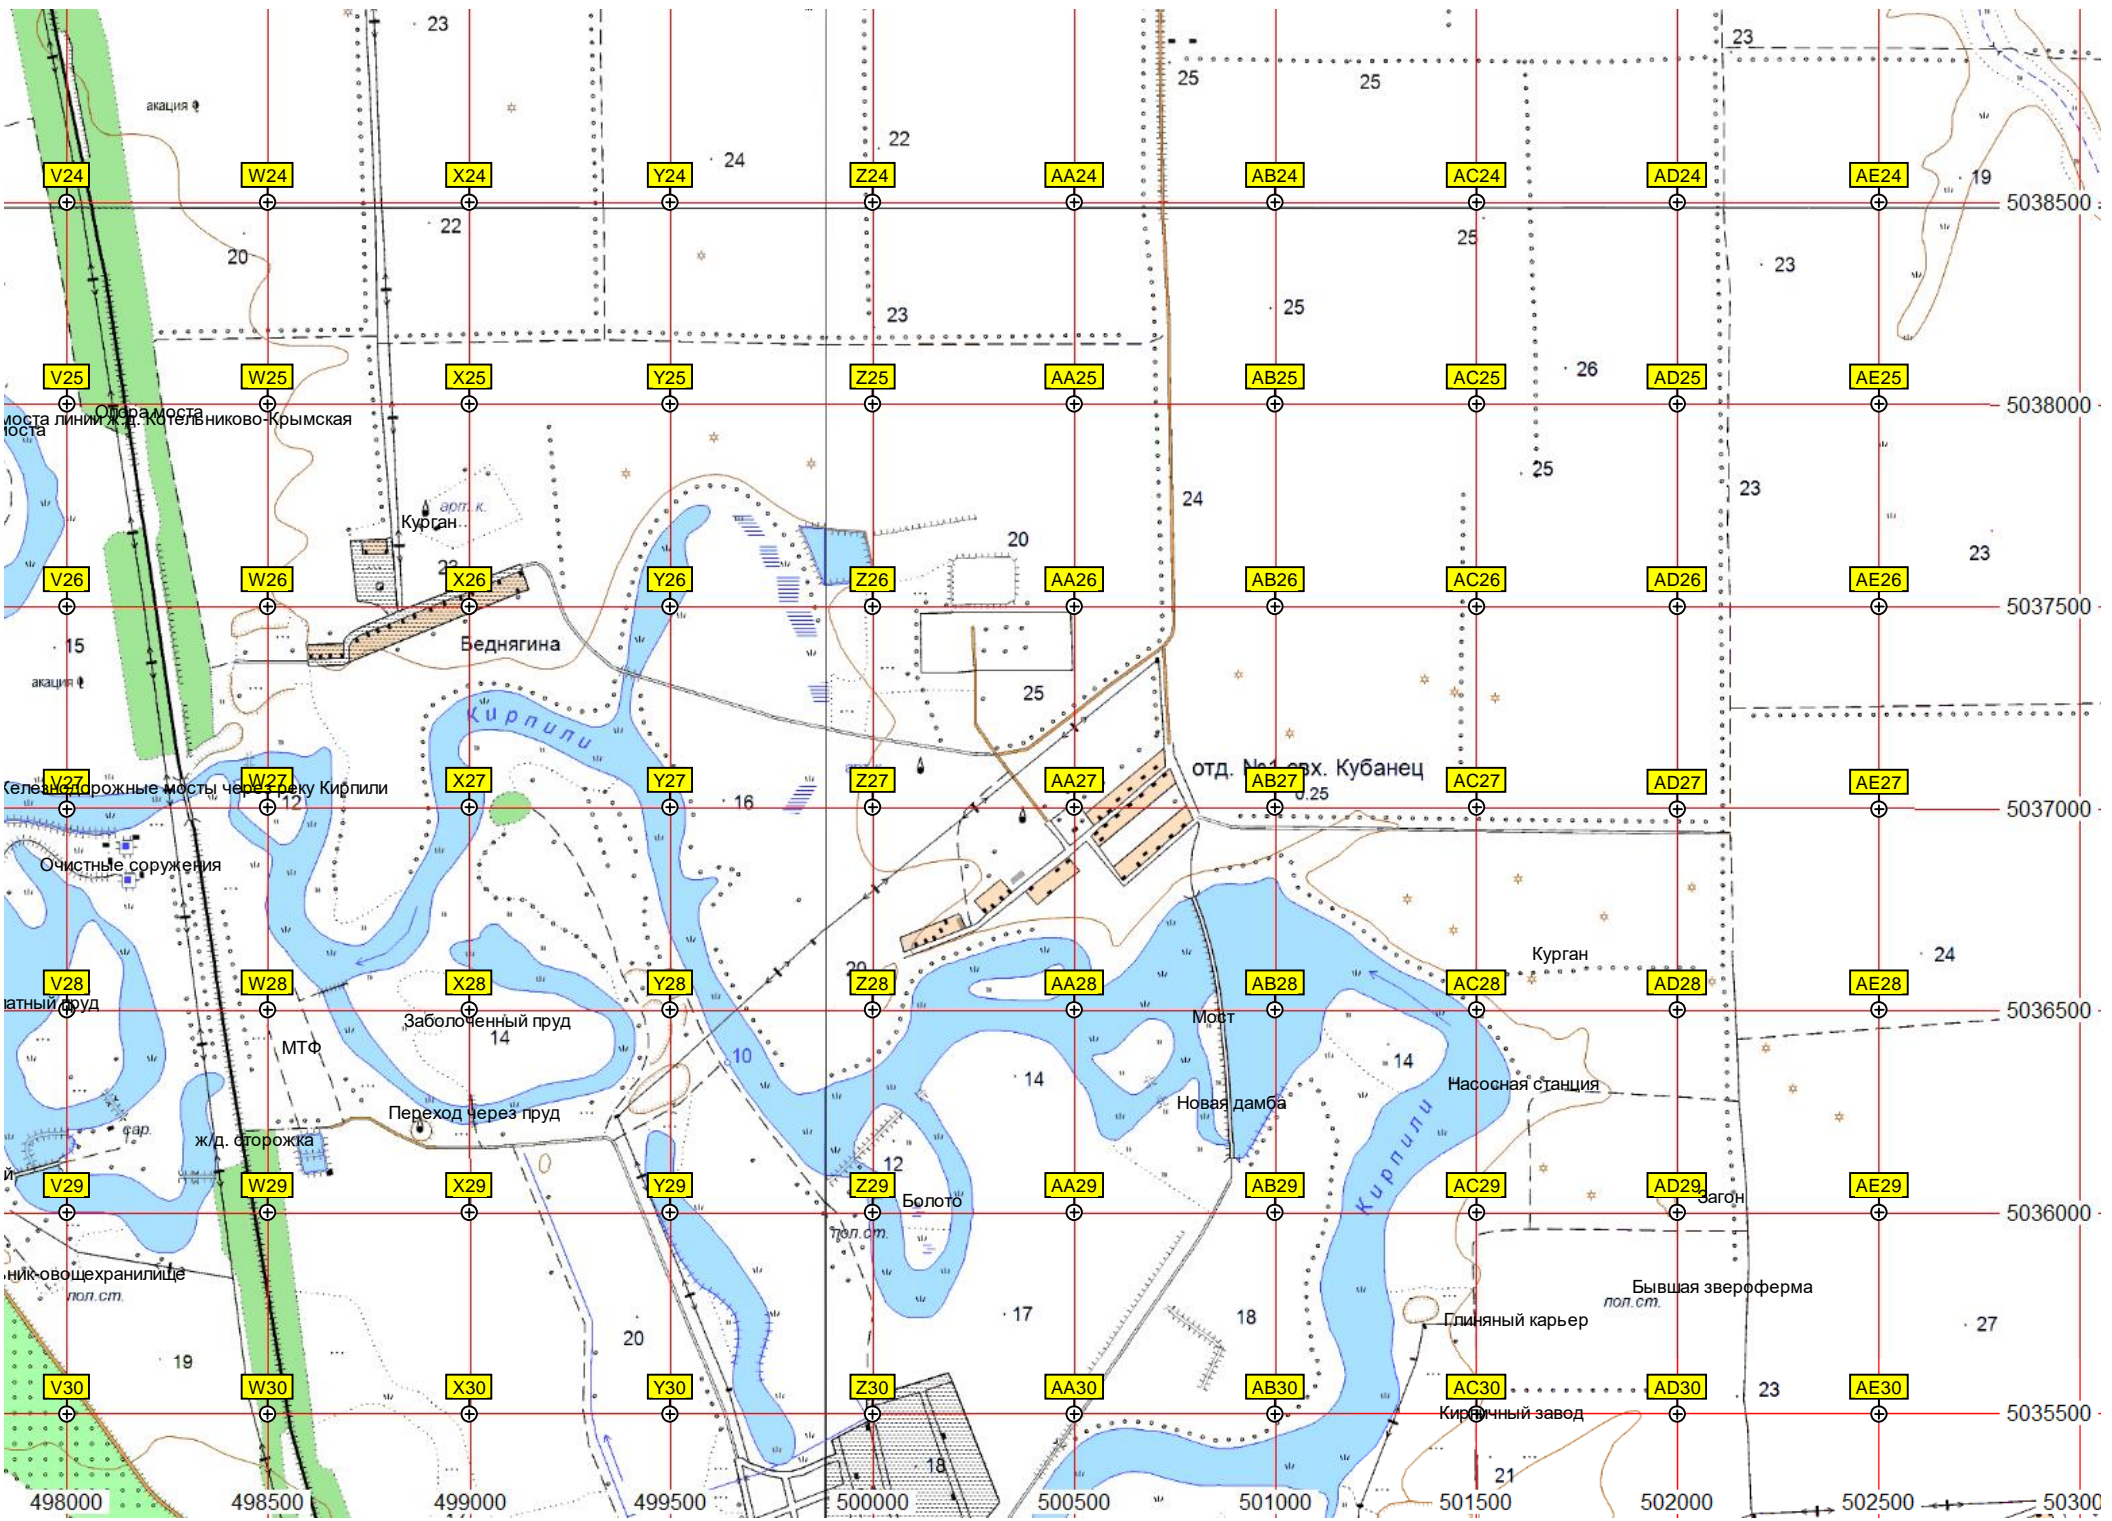 23
23
акация
25
25
22
24
V24
W24
X24
Y24
Z24
AA24
AB24
AC24
AD24
AE24
19
5038500
22
25
20
23
25
23
V25
W25
X25
Y25
Z25
AA25
AB25
AC25
AD25
AE25
26
5038000
Опора моста
моста линии ж.д. Котельниково-Крымская
моста
25
23
24
арт. к.
Курган
20
23
V26
W26
X26
Y26
Z26
AA26
AB26
AC26
AD26
AE26
5037500
15
Беднягина
акация
25
Кирпили
отд. №1 свх. Кубанец
0.25
V27
W27
X27
Y27
Z27
AA27
AB27
AC27
AD27
AE27
Железнодорожные мосты через реку Кирпили
12
16
5037000
Очистные сооружения
Курган
24
20
V28
W28
X28
Y28
Z28
AA28
AB28
AC28
AD28
AE28
5036500
Заболоченный пруд
14
Мост
МТФ
10
14
14
Насосная станция
Переход через пруд
Новая дамба
сар.
ж/д. сторожка
12
Кирпили
V29
W29
X29
Y29
Z29
AA29
AB29
AC29
AD29
AE29
Болото
Загон
5036000
пол.ст.
ник-овощехранилище
пол.ст.
Бывшая звероферма
пол.ст.
17
18
Глиняный карьер
27
20
19
V30
W30
X30
Y30
Z30
AA30
AB30
AC30
AD30
AE30
23
Кирпичный завод
5035500
18
21
498000
498500
499000
499500
500000
500500
501000
501500
502000
502500
50300